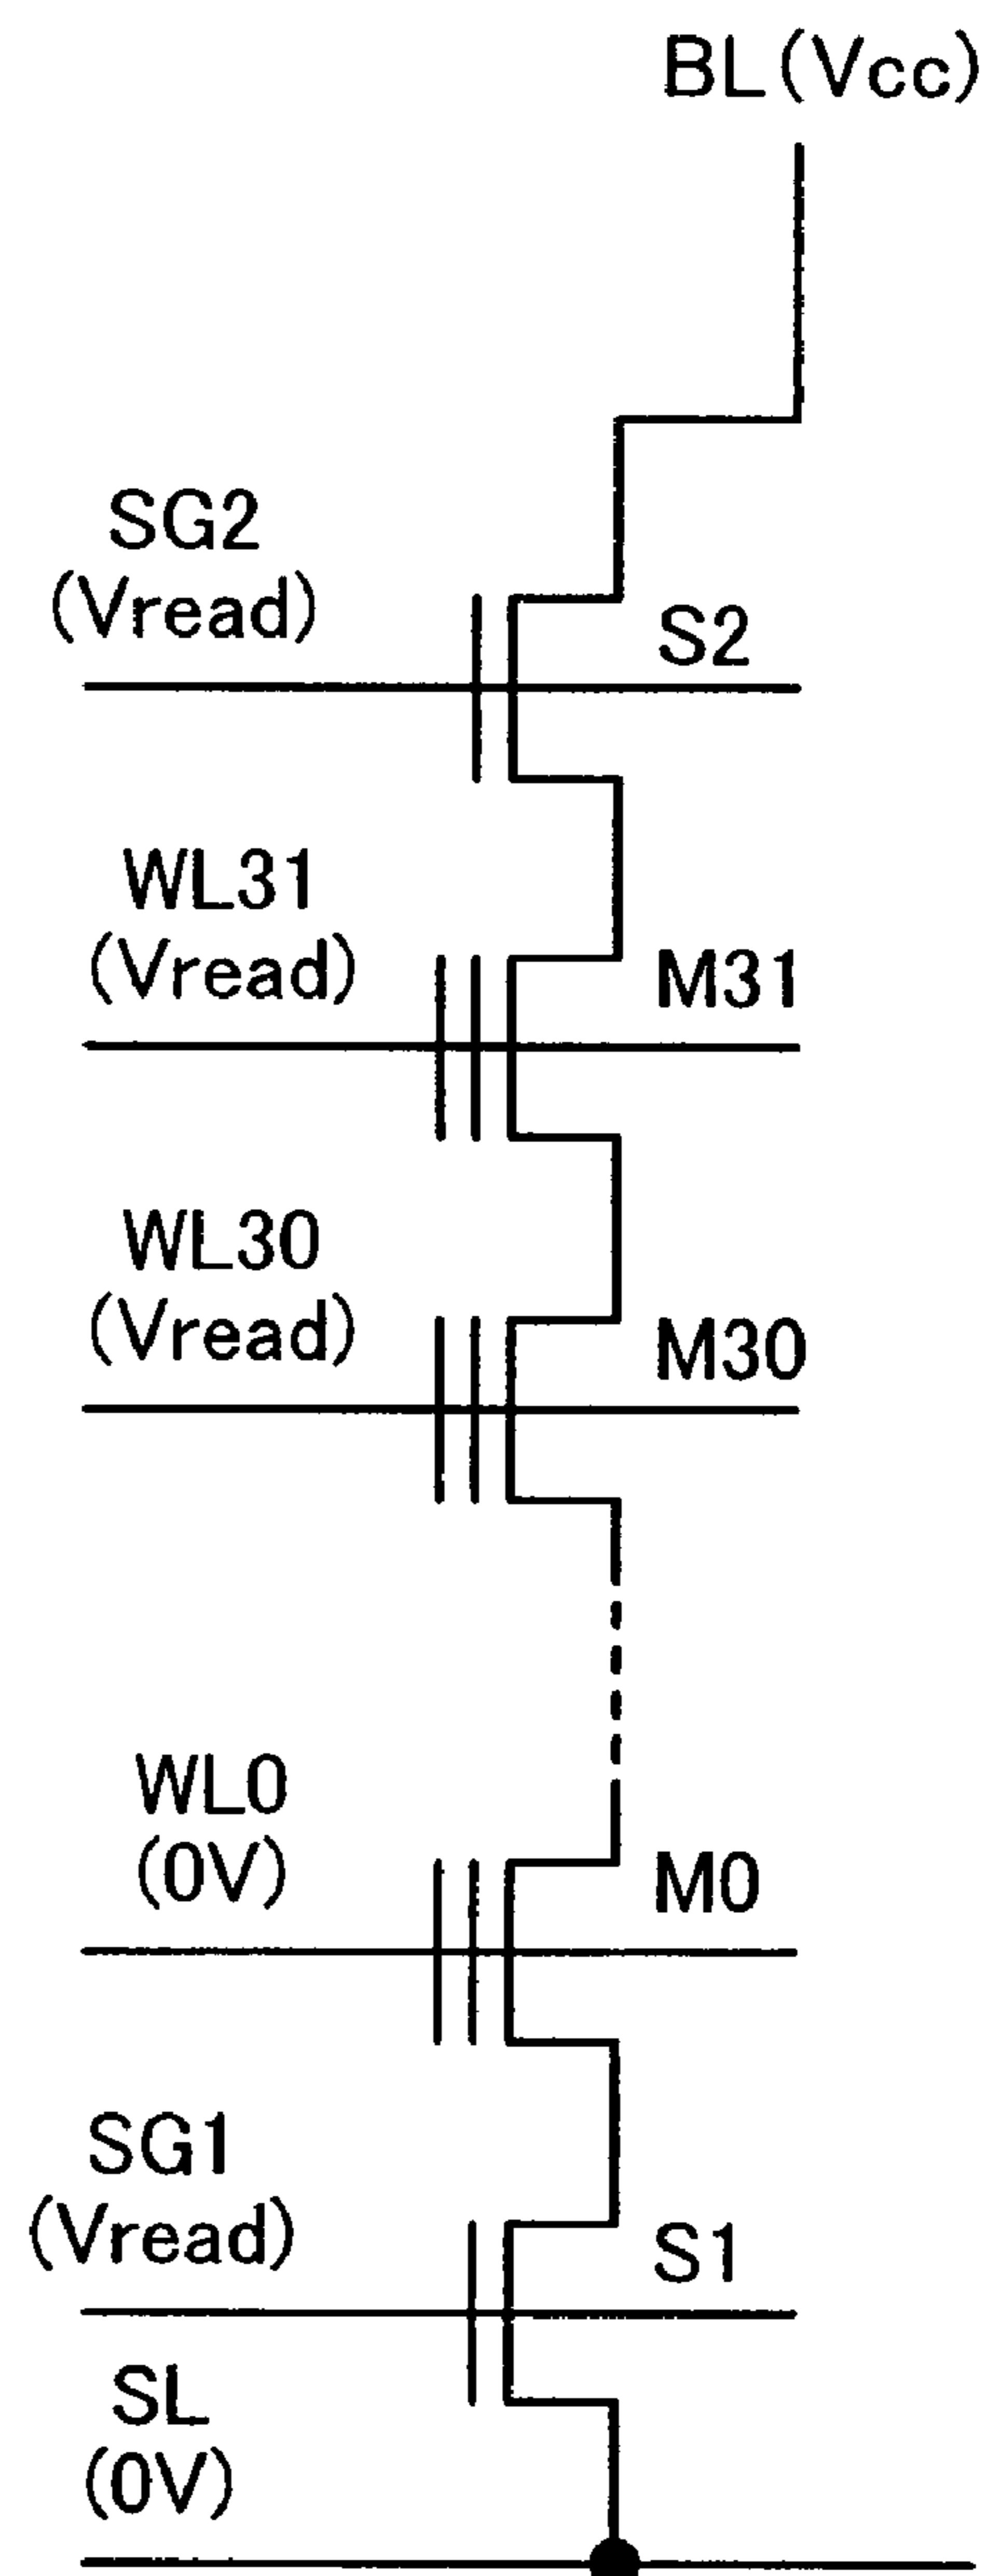 BL(Vcc)
SG2
(Vread)
S2
WL31
(Vread)
M31
WL30
(Vread)
M30
WL0
(0V)
M0
SG1
(Vread)
S1
SL
(0V)